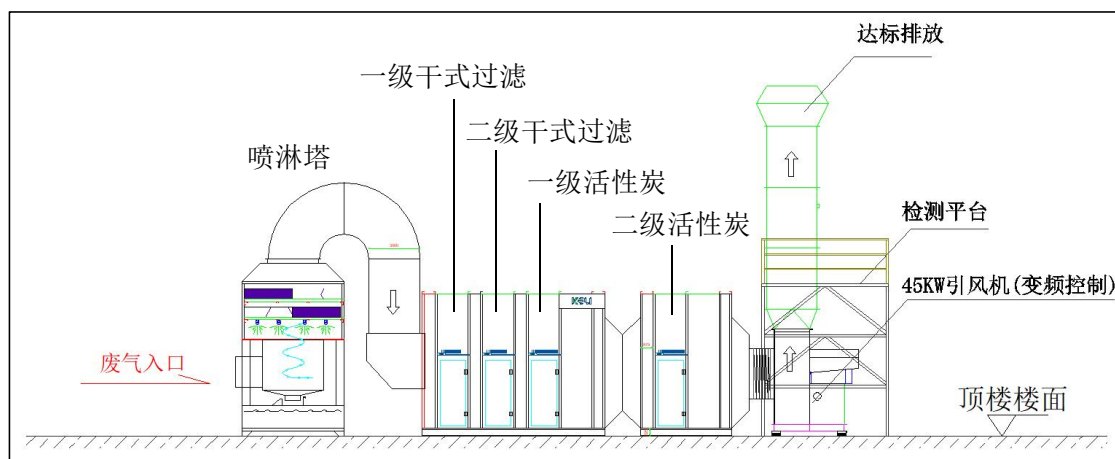 达标排放
一级干式过滤
二级干式过滤
喷淋塔
一级活性炭
二级活性炭
检测平台
45KW引风机(变频控制)
废气入口
顶楼楼面